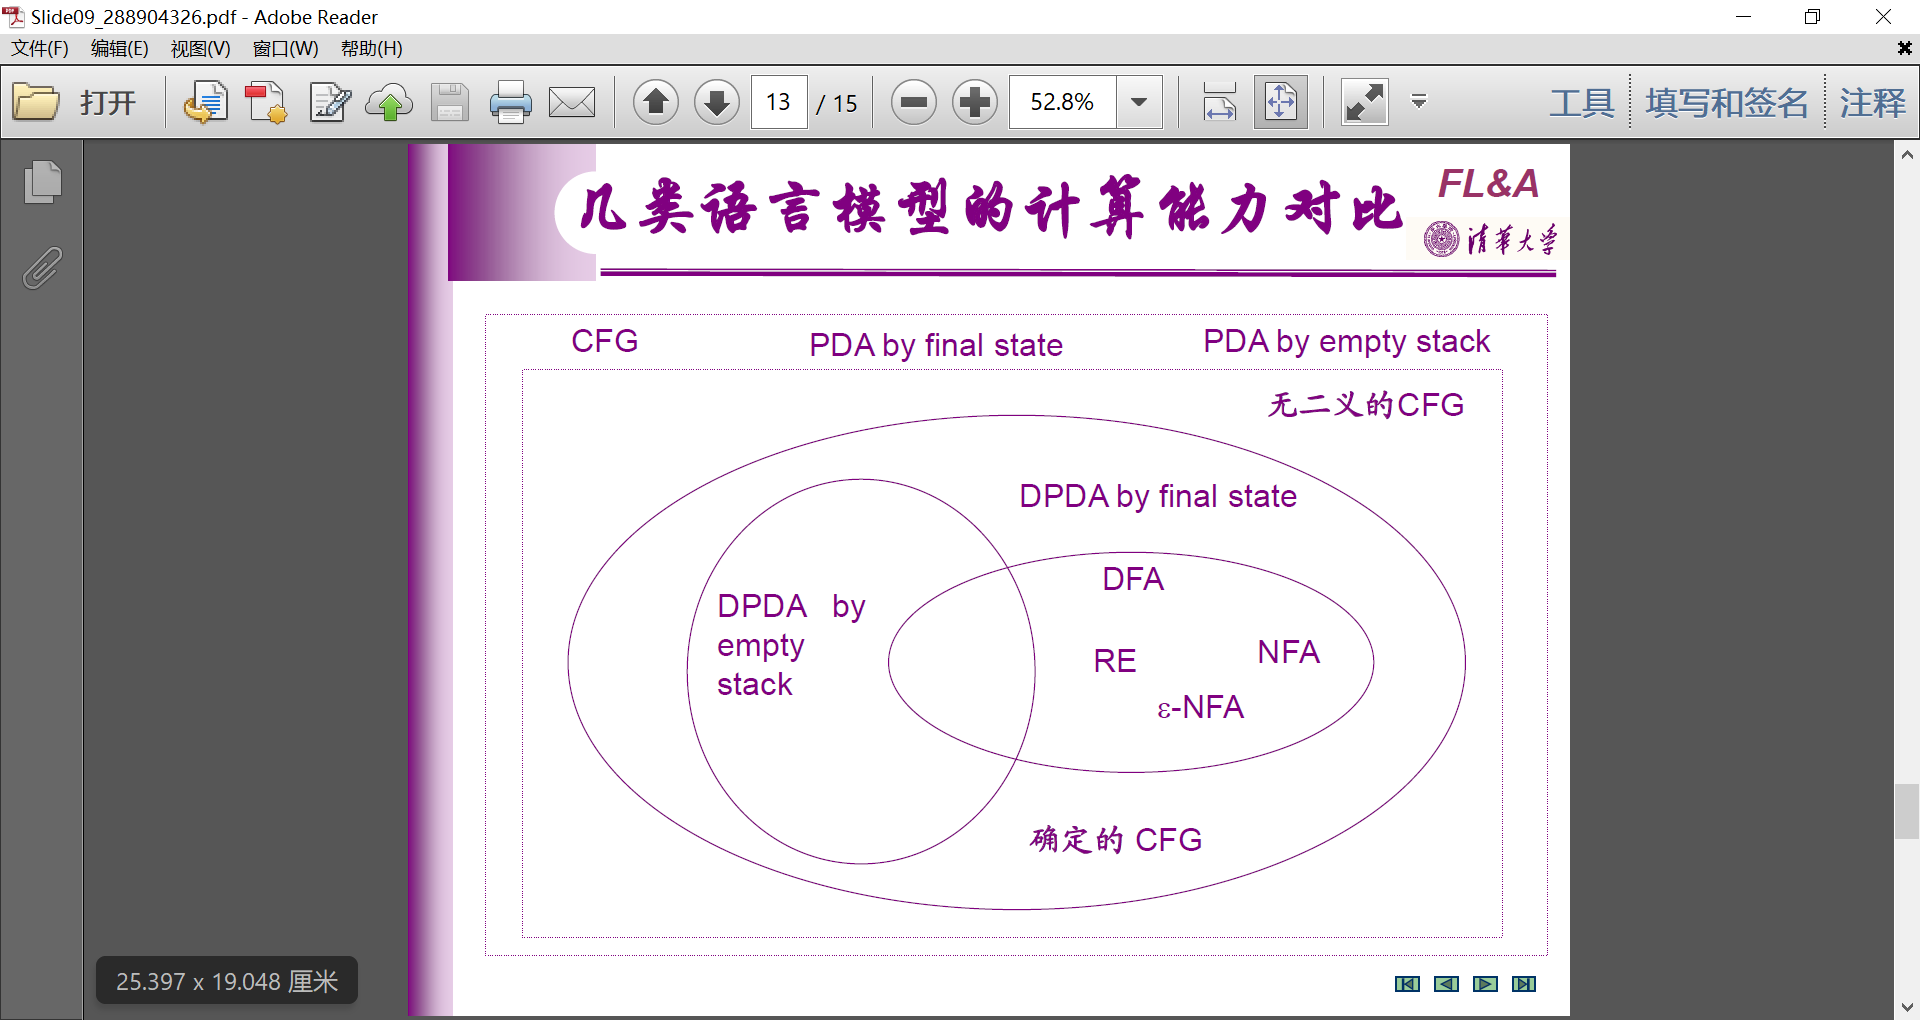 Slide09_288904326.pdf - Adobe Reader
文件(F) 编辑(E) 视图(V) 窗口(W) 帮助(H)
打开 13 / 15 52.8% 工具 填写和签名 注释
几类语言模型的计算能力对比
FL&A
清华大学
CFG PDA by final state PDA by empty stack
无二义的CFG
DPDA by final state
DFA
DPDA by
empty
stack
RE NFA
ε-NFA
确定的 CFG
25.397 x 19.048 厘米